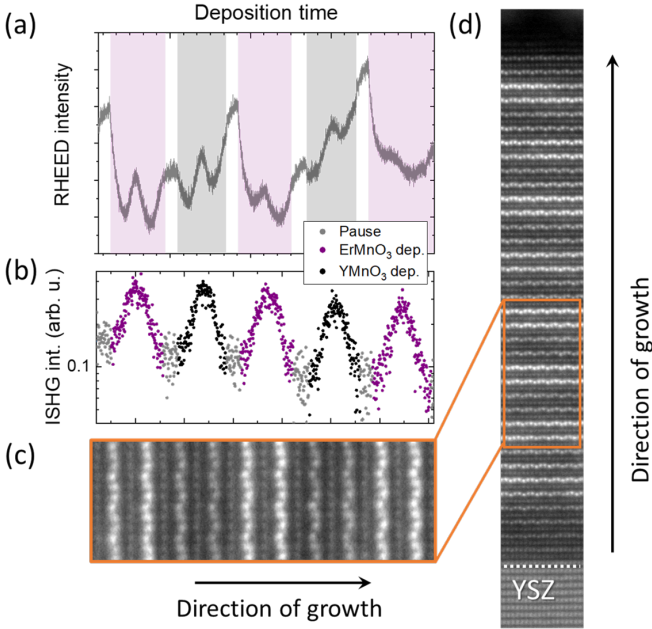 (a)
Deposition time
RHEED intensity
Pause
ErMnO₃ dep.
YMnO₃ dep.
(b)
ISHG int. (arb. u.)
0.1
(c)
Direction of growth
(d)
Direction of growth
YSZ